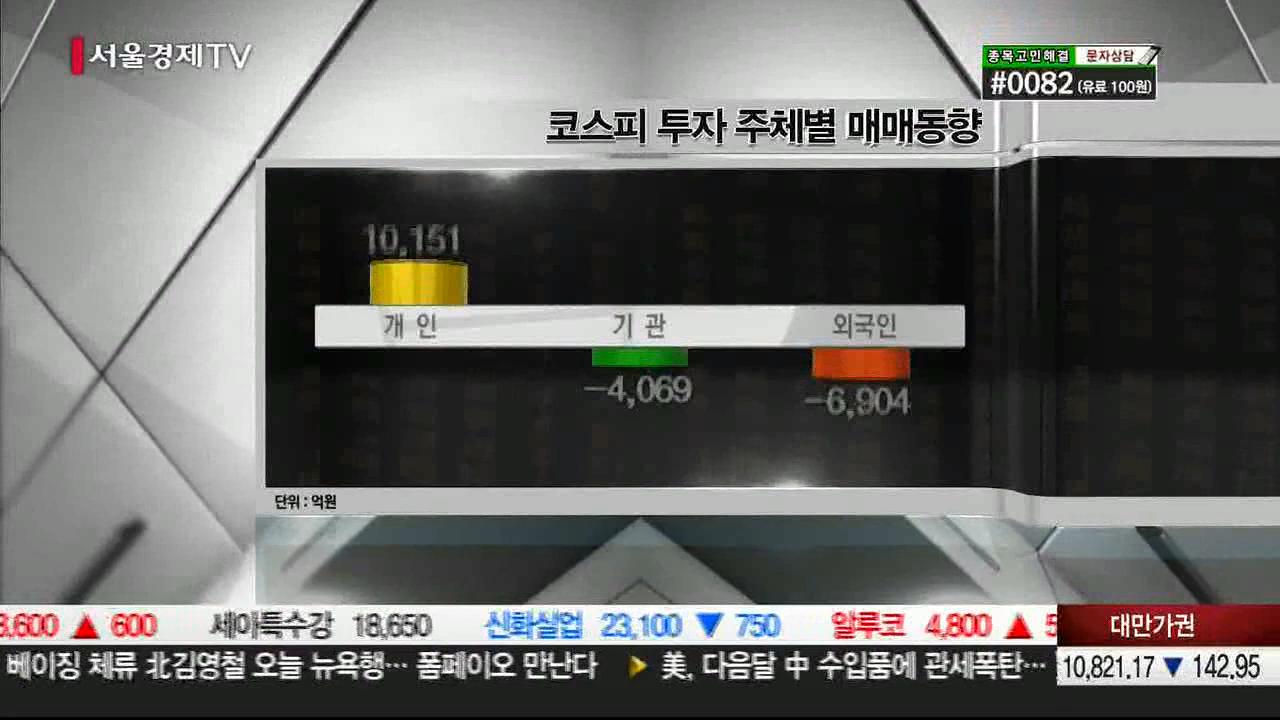 서울경제TV
종목고민해결 문자상담
#0082 (유료 100원)
코스피 투자 주체별 매매동향
10,151
개 인 기 관 외국인
-4,069 -6,904
단위 : 억원
3,600 ▲ 600 세아특수강 18,650 신화실업 23,100 ▼ 750 알루코 4,800 ▲ 5 대만가권
베이징 체류 北김영철 오늘 뉴욕행… 폼페이오 만난다 ▶ 美, 다음달 中 수입품에 관세폭탄… 10,821.17 ▼ 142.95